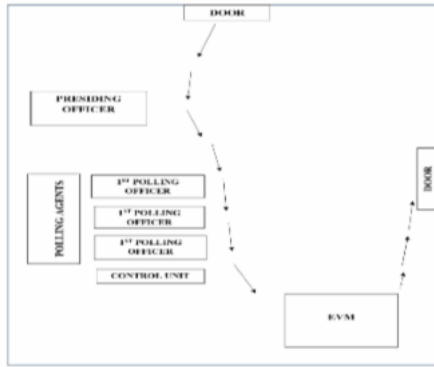 DOOR
PRESIDING
OFFICER
POLLING AGENTS
1ST POLLING
OFFICER
1ST POLLING
OFFICER
1ST POLLING
OFFICER
CONTROL UNIT
DOOR
EVM